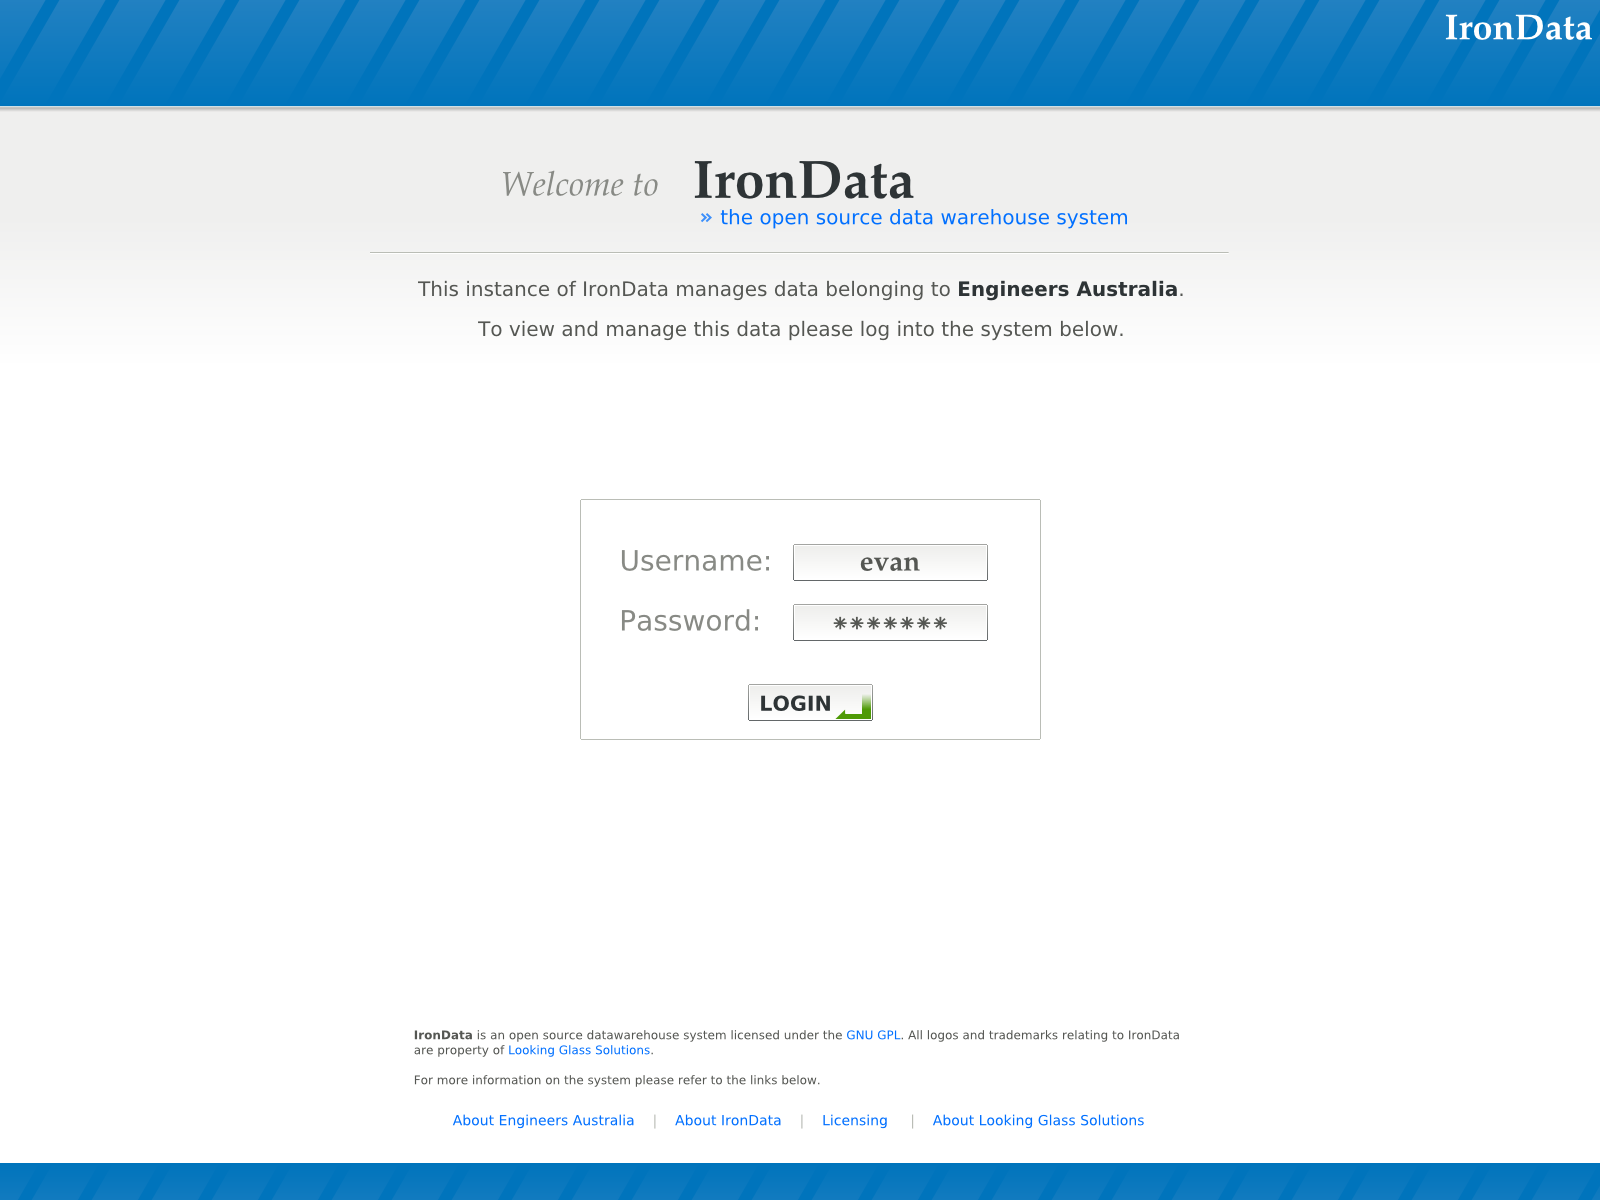 IronData
Welcome to IronData
» the open source data warehouse system
This instance of IronData manages data belonging to Engineers Australia.
To view and manage this data please log into the system below.
Username: evan
Password: *******
LOGIN
IronData is an open source datawarehouse system licensed under the GNU GPL. All logos and trademarks relating to IronData
are property of Looking Glass Solutions.
For more information on the system please refer to the links below.
About Engineers Australia | About IronData | Licensing | About Looking Glass Solutions